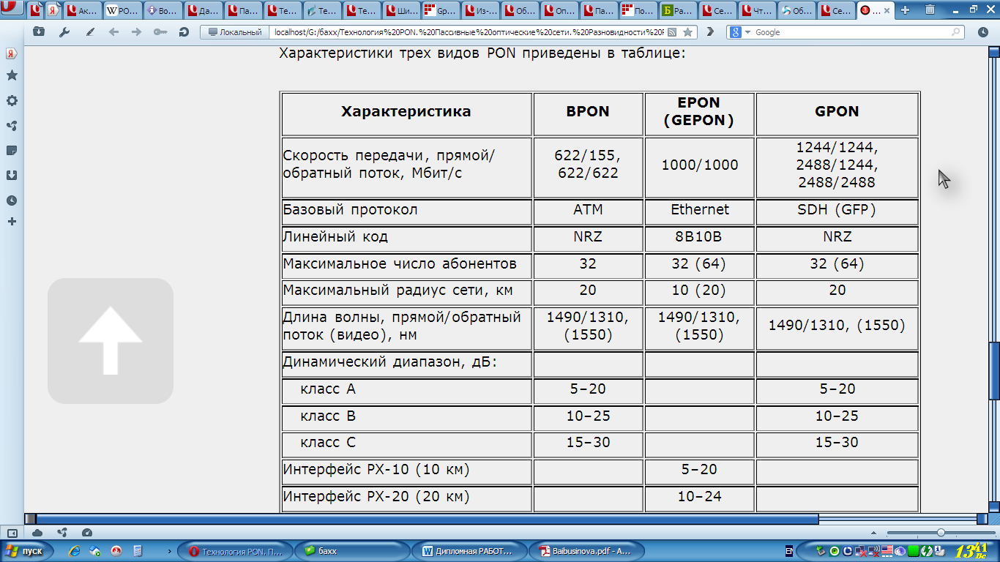 Ак...
PO...
Во...
Да...
Па...
Те...
Те...
Те...
Ши...
Gp...
Из-...
Об...
Оп...
Па...
По...
Ра...
Се...
Чт...
Об...
Се...
...
Локальный
localhost/G:/бахх/Технология%20PON.%20Пассивные%20оптические%20сети.%20Разновидности%20F
Google
Характеристики трех видов PON приведены в таблице:
Характеристика BPON EPON (GEPON) GPON
Скорость передачи, прямой/
обратный поток, Мбит/с
622/155,
622/622
1000/1000
1244/1244,
2488/1244,
2488/2488
Базовый протокол ATM Ethernet SDH (GFP)
Линейный код NRZ 8B10B NRZ
Максимальное число абонентов 32 32 (64) 32 (64)
Максимальный радиус сети, км 20 10 (20) 20
Длина волны, прямой/обратный
поток (видео), нм
1490/1310,
(1550)
1490/1310,
(1550)
1490/1310, (1550)
Динамический диапазон, дБ:
класс A 5–20 5–20
класс B 10–25 10–25
класс C 15–30 15–30
Интерфейс PX-10 (10 км) 5–20
Интерфейс PX-20 (20 км) 10–24
пуск
Технология PON. П...
бахх
Дипломная РАБОТ...
Baibusinova.pdf - A...
EN
13 41
Вс